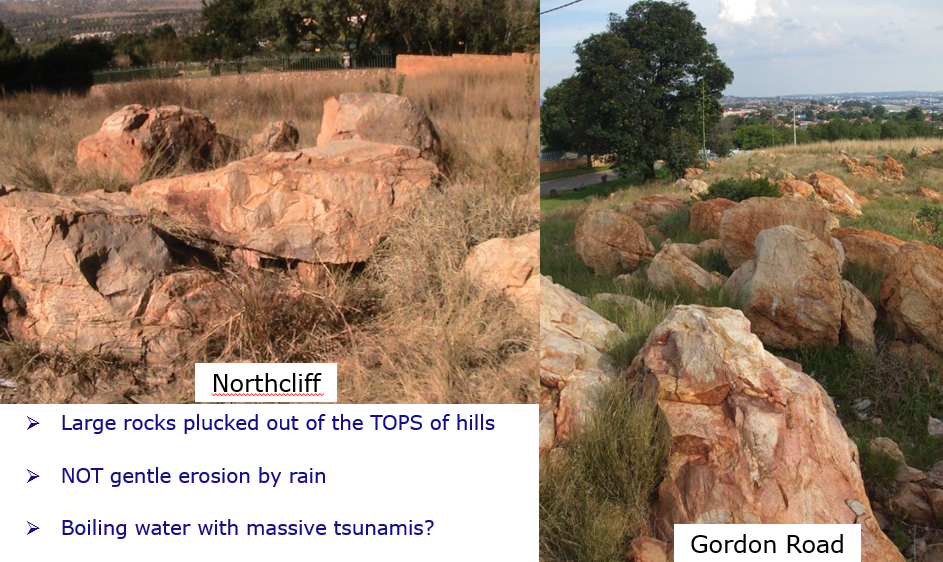 Northcliff
Large rocks plucked out of the TOPS of hills
NOT gentle erosion by rain
Boiling water with massive tsunamis?
Gordon Road